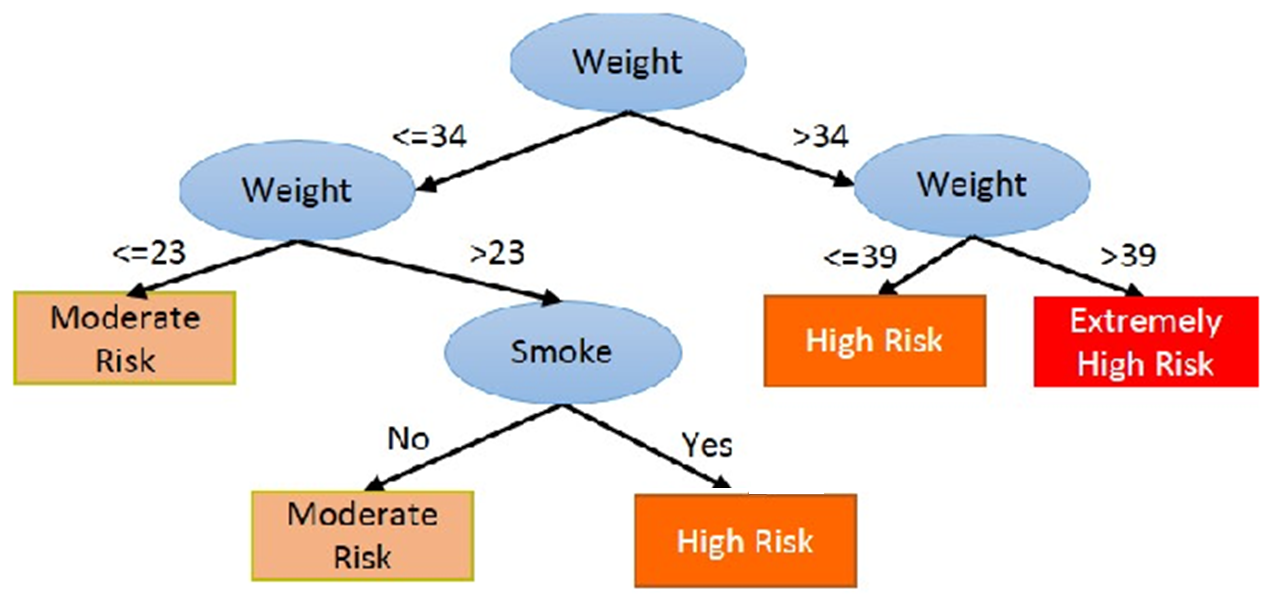 Weight
<=34
>34
Weight
Weight
<=23
>23
<=39
>39
Moderate
Risk
Smoke
High Risk
Extremely
High Risk
No
Yes
Moderate
Risk
High Risk